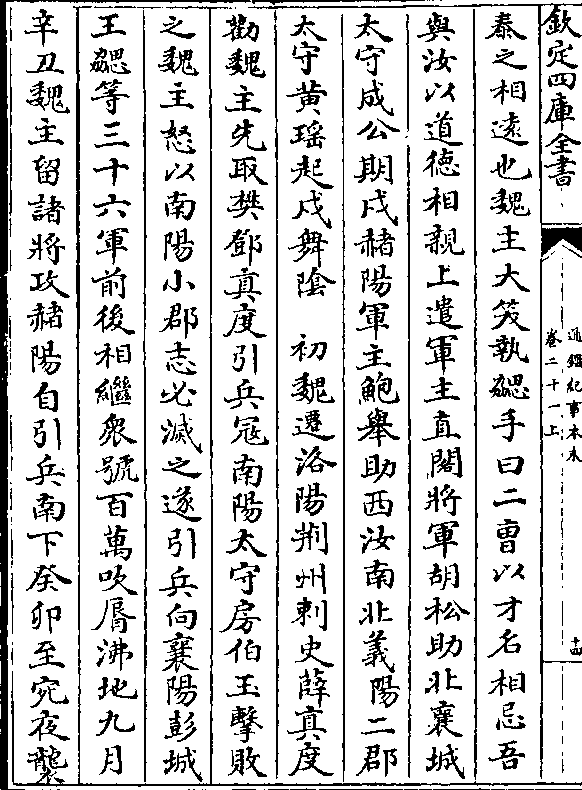 欽定四庫全書
通鑑紀事本末
卷二十一上
十四
泰之相遠也魏主大笑執勰手曰二曹以才名相忌吾
與汝以道德相親上遣軍主直閤將軍胡松助北襄城
太守成公期戍赭陽軍主鮑舉助西汝南北義陽二郡
太守黃瑶起戍舞陰 初魏遷洛陽荆州刺史薛真度
勸魏主先取樊鄧真度引兵冦南陽太守房伯玉擊敗
之魏主怒以南陽小郡志必滅之遂引兵向襄陽彭城
王勰等三十六軍前後相繼衆號百萬吹脣沸地九月
辛丑魏主留諸將攻赭陽自引兵南下癸卯至宛夜襲